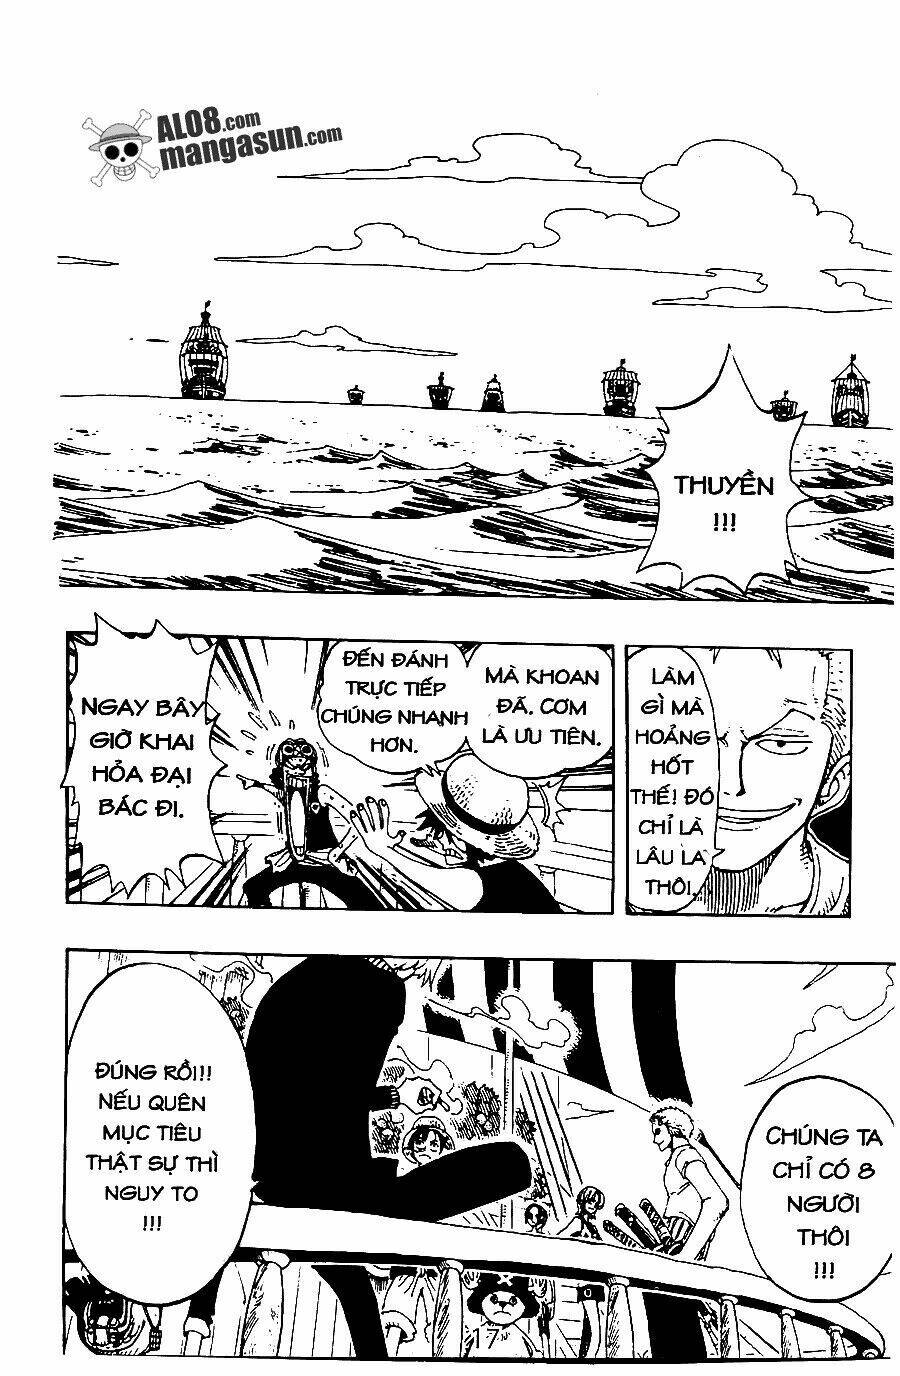 AL08.com
mangasun.com
THUYỀN
!!!
LÀM
GÌ MÀ
HOẢNG
HỐT
THẾ! ĐÓ
CHỈ LÀ
LÂU LA
THÔI.
MÀ KHOAN
ĐÃ. CƠM
LÀ ƯU TIÊN.
ĐẾN ĐÁNH
TRỰC TIẾP
CHÚNG NHANH
HƠN.
NGAY BÂY
GIỜ KHAI
HỎA ĐẠI
BÁC ĐI.
CHÚNG TA
CHỈ CÓ 8
NGƯỜI
THÔI
!!!
ĐÚNG RỒI!!
NẾU QUÊN
MỤC TIÊU
THẬT SỰ THÌ
NGUY TO
!!!
17